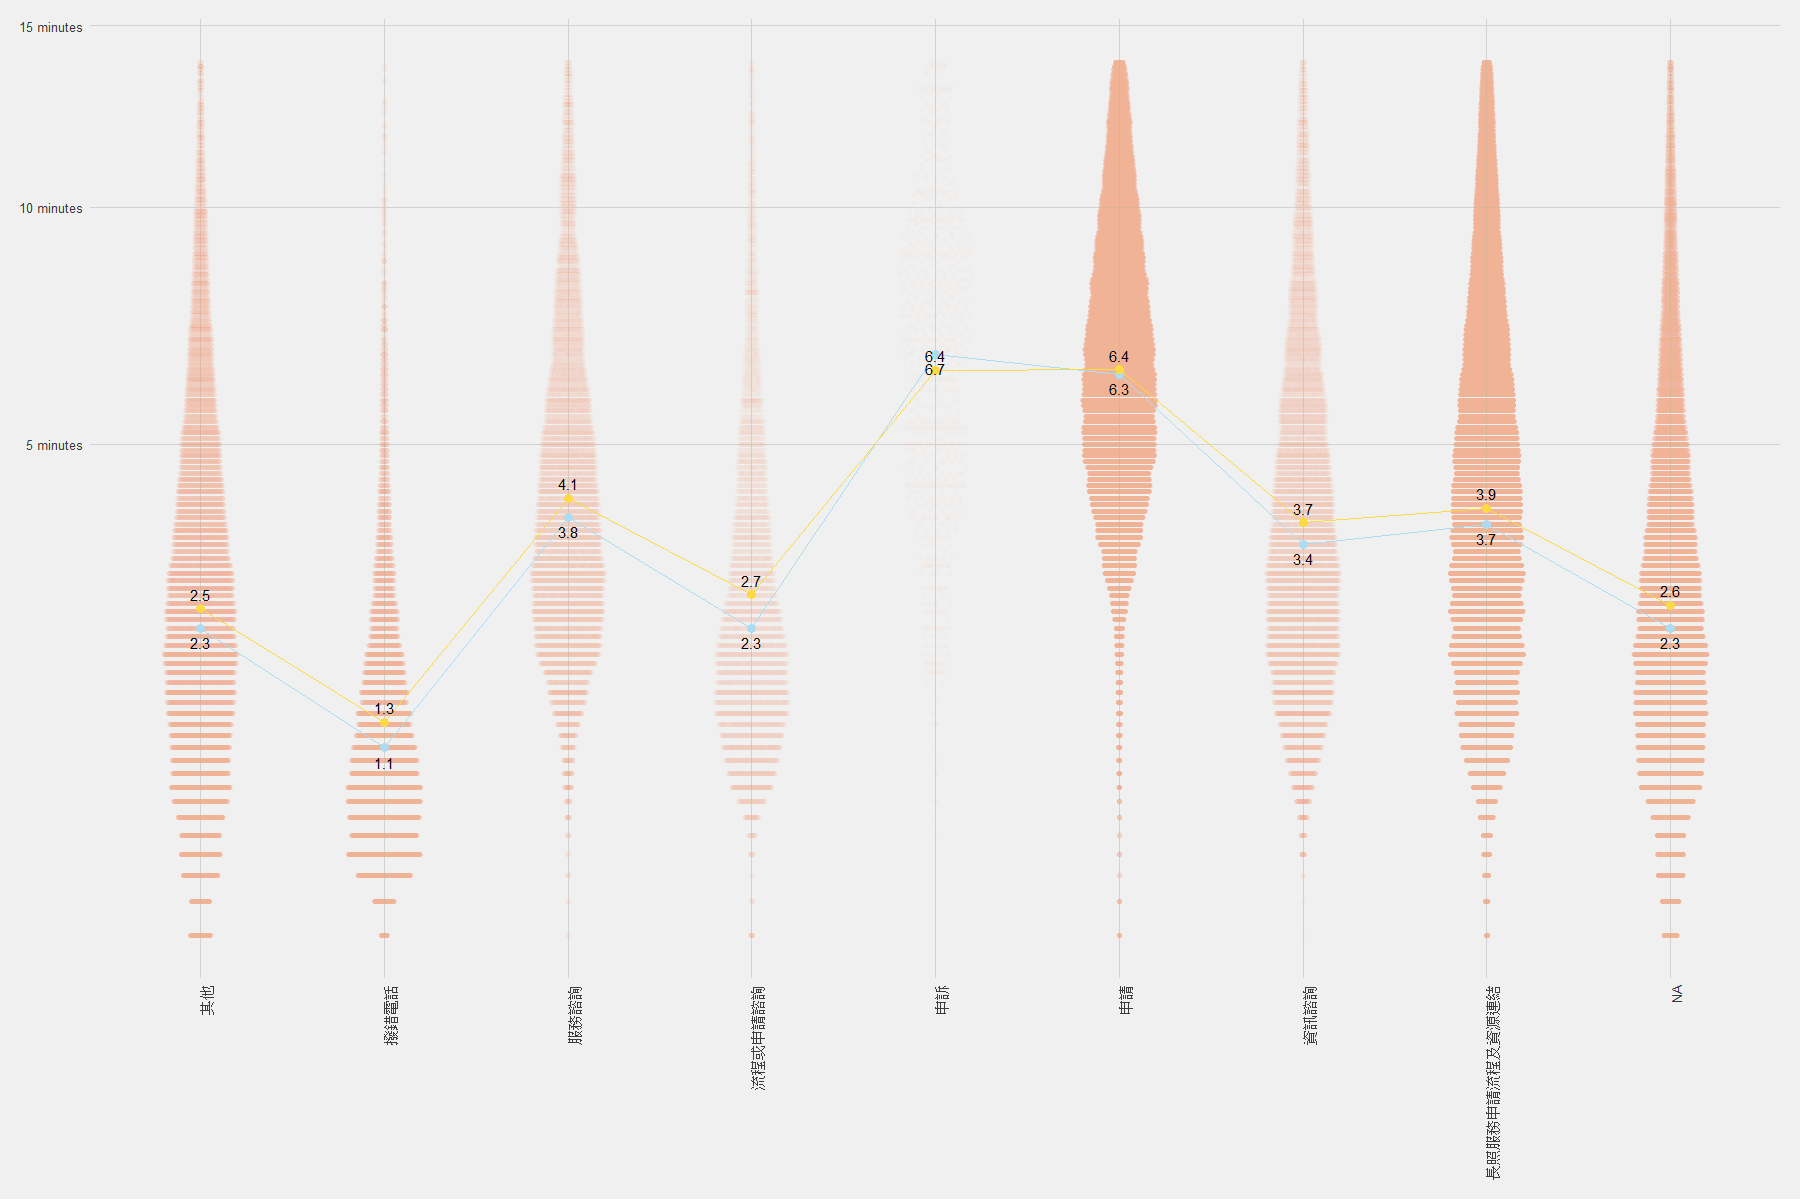 15 minutes
10 minutes
5 minutes
2.5
2.3
1.3
1.1
4.1
3.8
2.7
2.3
6.4
6.7
6.4
6.3
3.7
3.4
3.9
3.7
2.6
2.3
其他
撥錯電話
服務諮詢
流程或申請諮詢
申訴
申請
資訊諮詢
長照服務申請流程及資源連結
NA